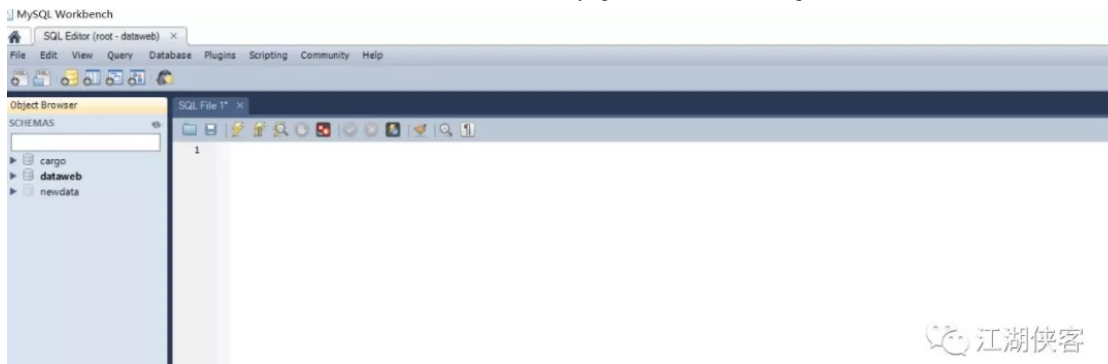 MySQL Workbench
SQL Editor (root - dataweb) ×
File Edit View Query Database Plugins Scripting Community Help
Object Browser
SQL File 1* ×
SCHEMAS
1
cargo
dataweb
newdata
江湖侠客